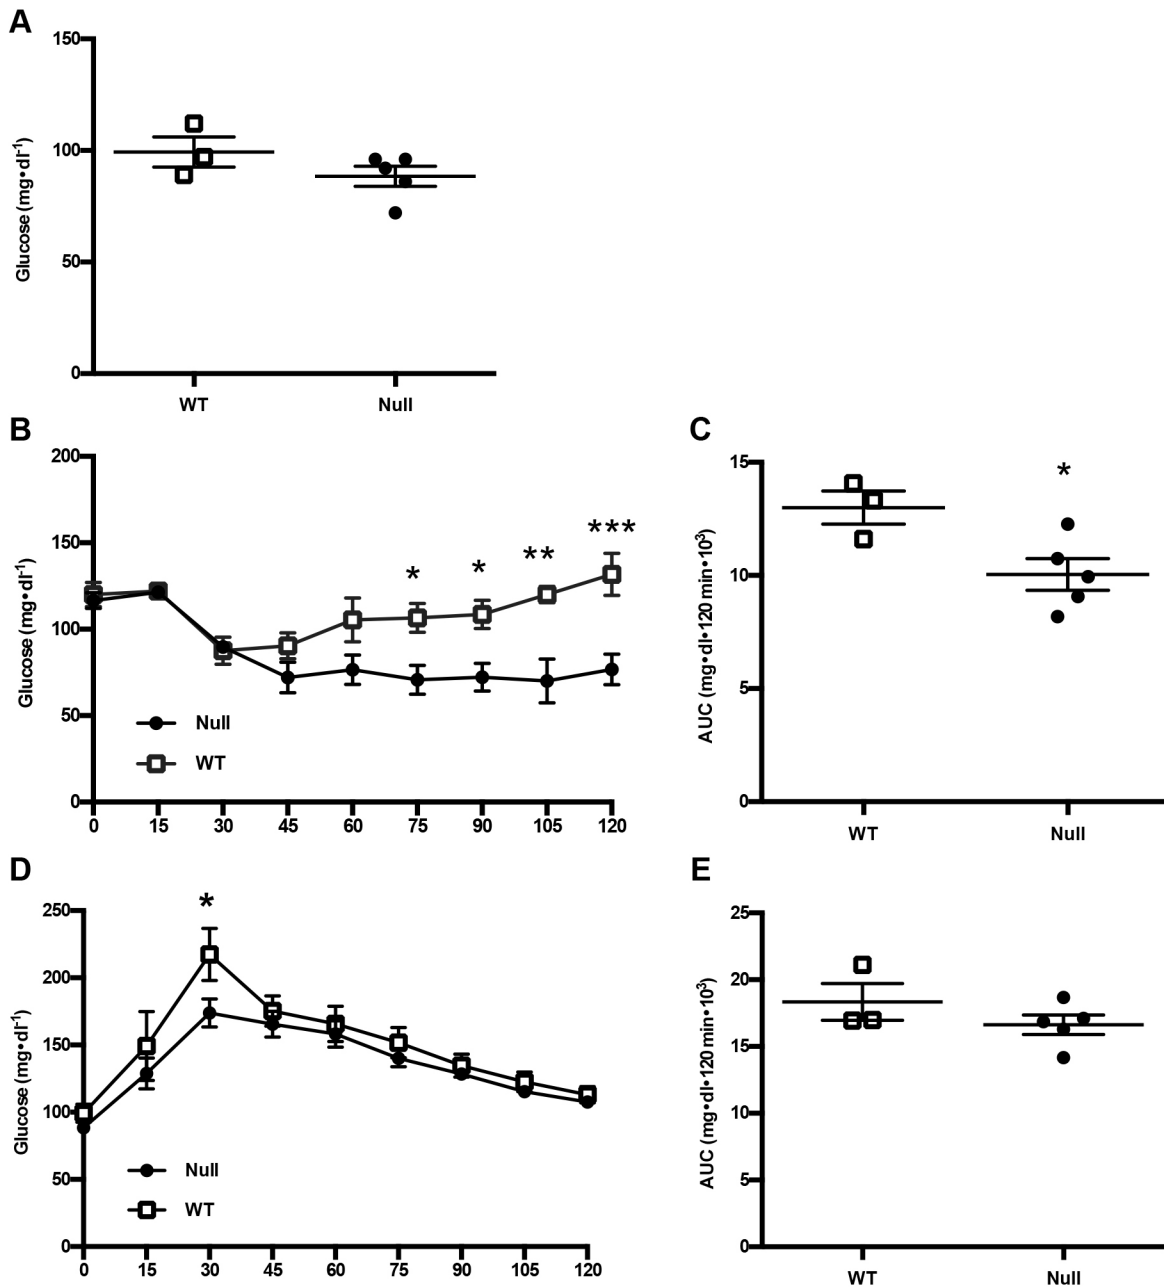 A
150
100
50
0
Glucose (mg•dl-1)
WT
Null
B
200
150
100
50
0
Glucose (mg•dl-1)
*
*
**
***
Null
WT
0 15 30 45 60 75 90 105 120
C
15
10
5
0
AUC (mg•dl•120 min•10³)
*
WT
Null
D
250
200
150
100
50
0
Glucose (mg•dl-1)
*
Null
WT
0 15 30 45 60 75 90 105 120
E
25
20
15
10
5
0
AUC (mg•dl•120 min•10³)
WT
Null